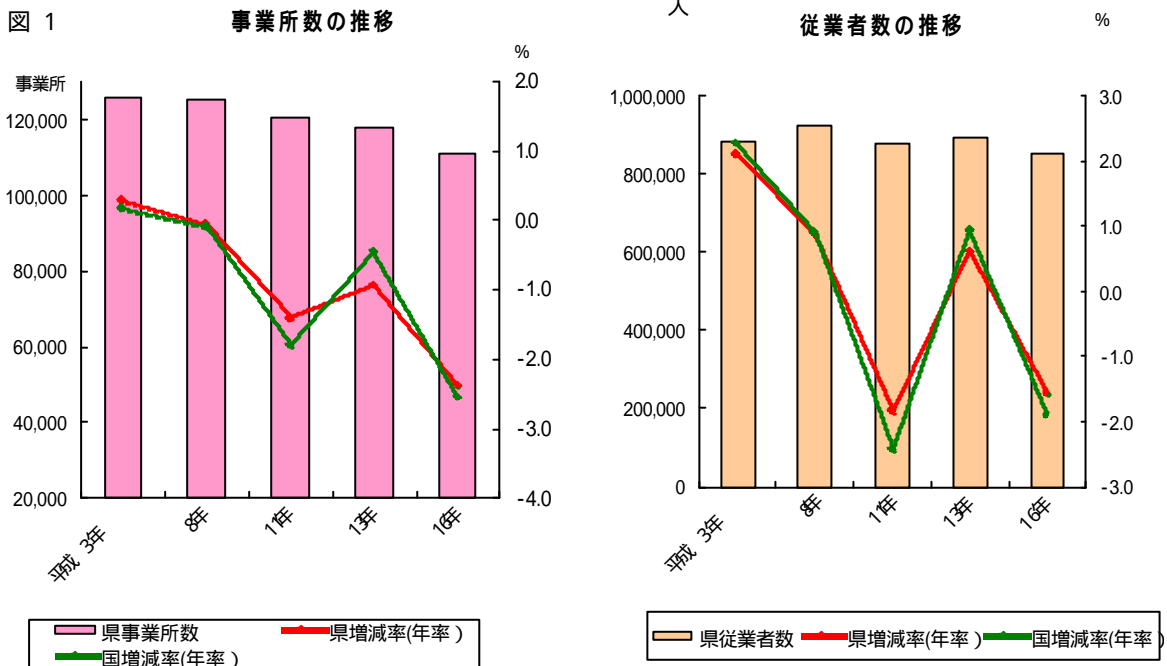 図 1
事業所数の推移
%
事業所
120,000
100,000
80,000
60,000
40,000
20,000
2.0
1.0
0.0
-1.0
-2.0
-3.0
-4.0
平成 3年
8年
11年
13年
16年
県事業所数
県増減率(年率)
国増減率(年率)
人
従業者数の推移
%
1,000,000
800,000
600,000
400,000
200,000
0
3.0
2.0
1.0
0.0
-1.0
-2.0
-3.0
平成 3年
8年
11年
13年
16年
県従業者数
県増減率(年率)
国増減率(年率)